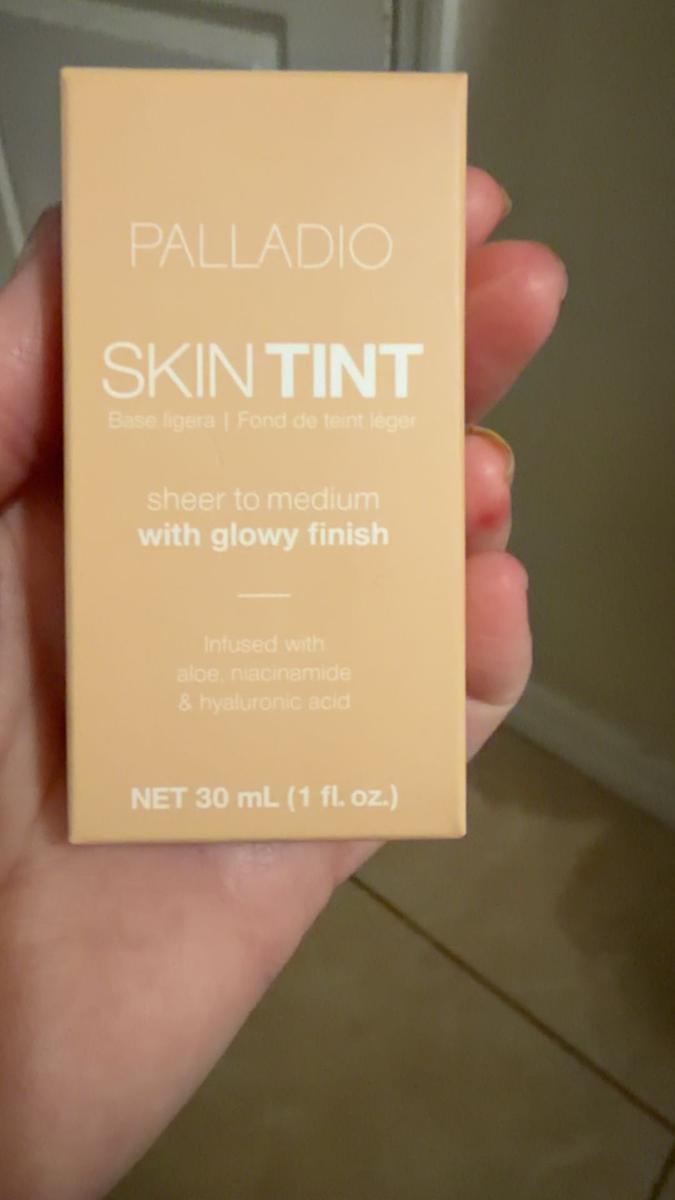 PALLADIO
SKIN TINT
Base ligera | Fond de teint léger
sheer to medium
with glowy finish
Infused with
aloe, niacinamide
& hyaluronic acid
NET 30 mL (1 fl. oz.)